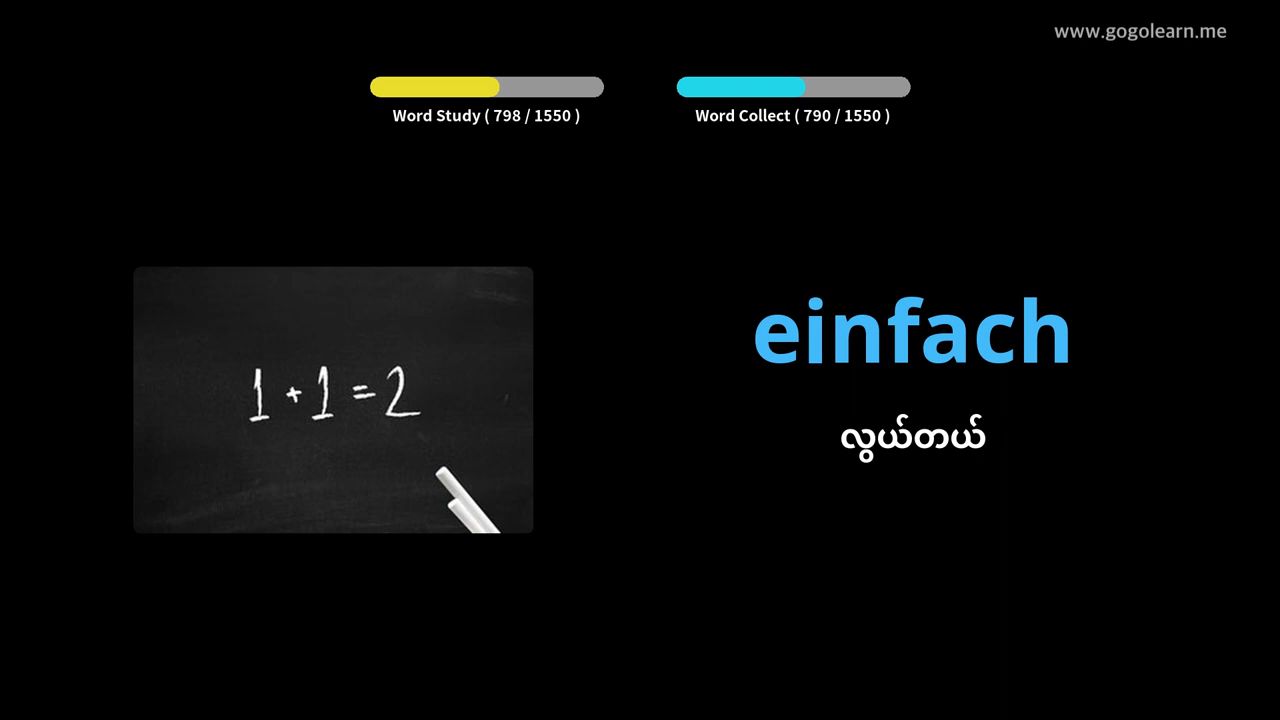 www.gogolearn.me
Word Study ( 798 / 1550 )
Word Collect ( 790 / 1550 )
1 + 1 = 2
einfach
လွယ်တယ်